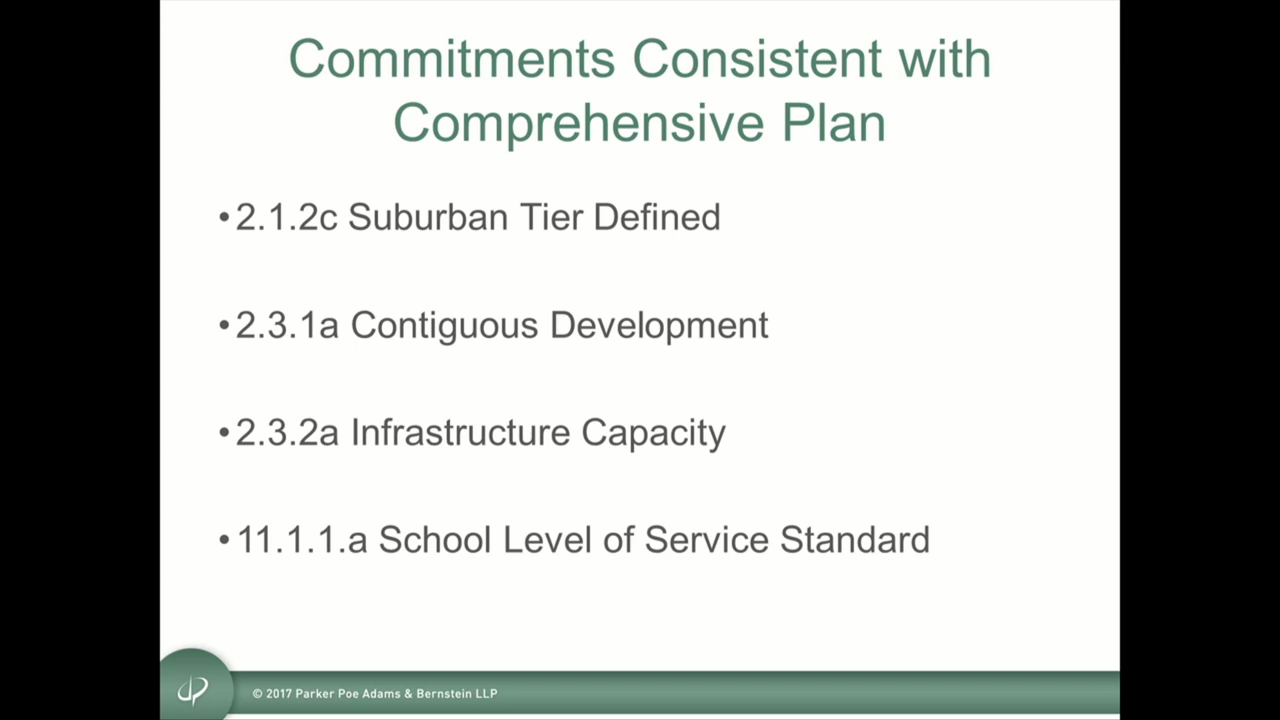 Commitments Consistent with
Comprehensive Plan
•2.1.2c Suburban Tier Defined
•2.3.1a Contiguous Development
•2.3.2a Infrastructure Capacity
•11.1.1.a School Level of Service Standard
© 2017 Parker Poe Adams & Bernstein LLP